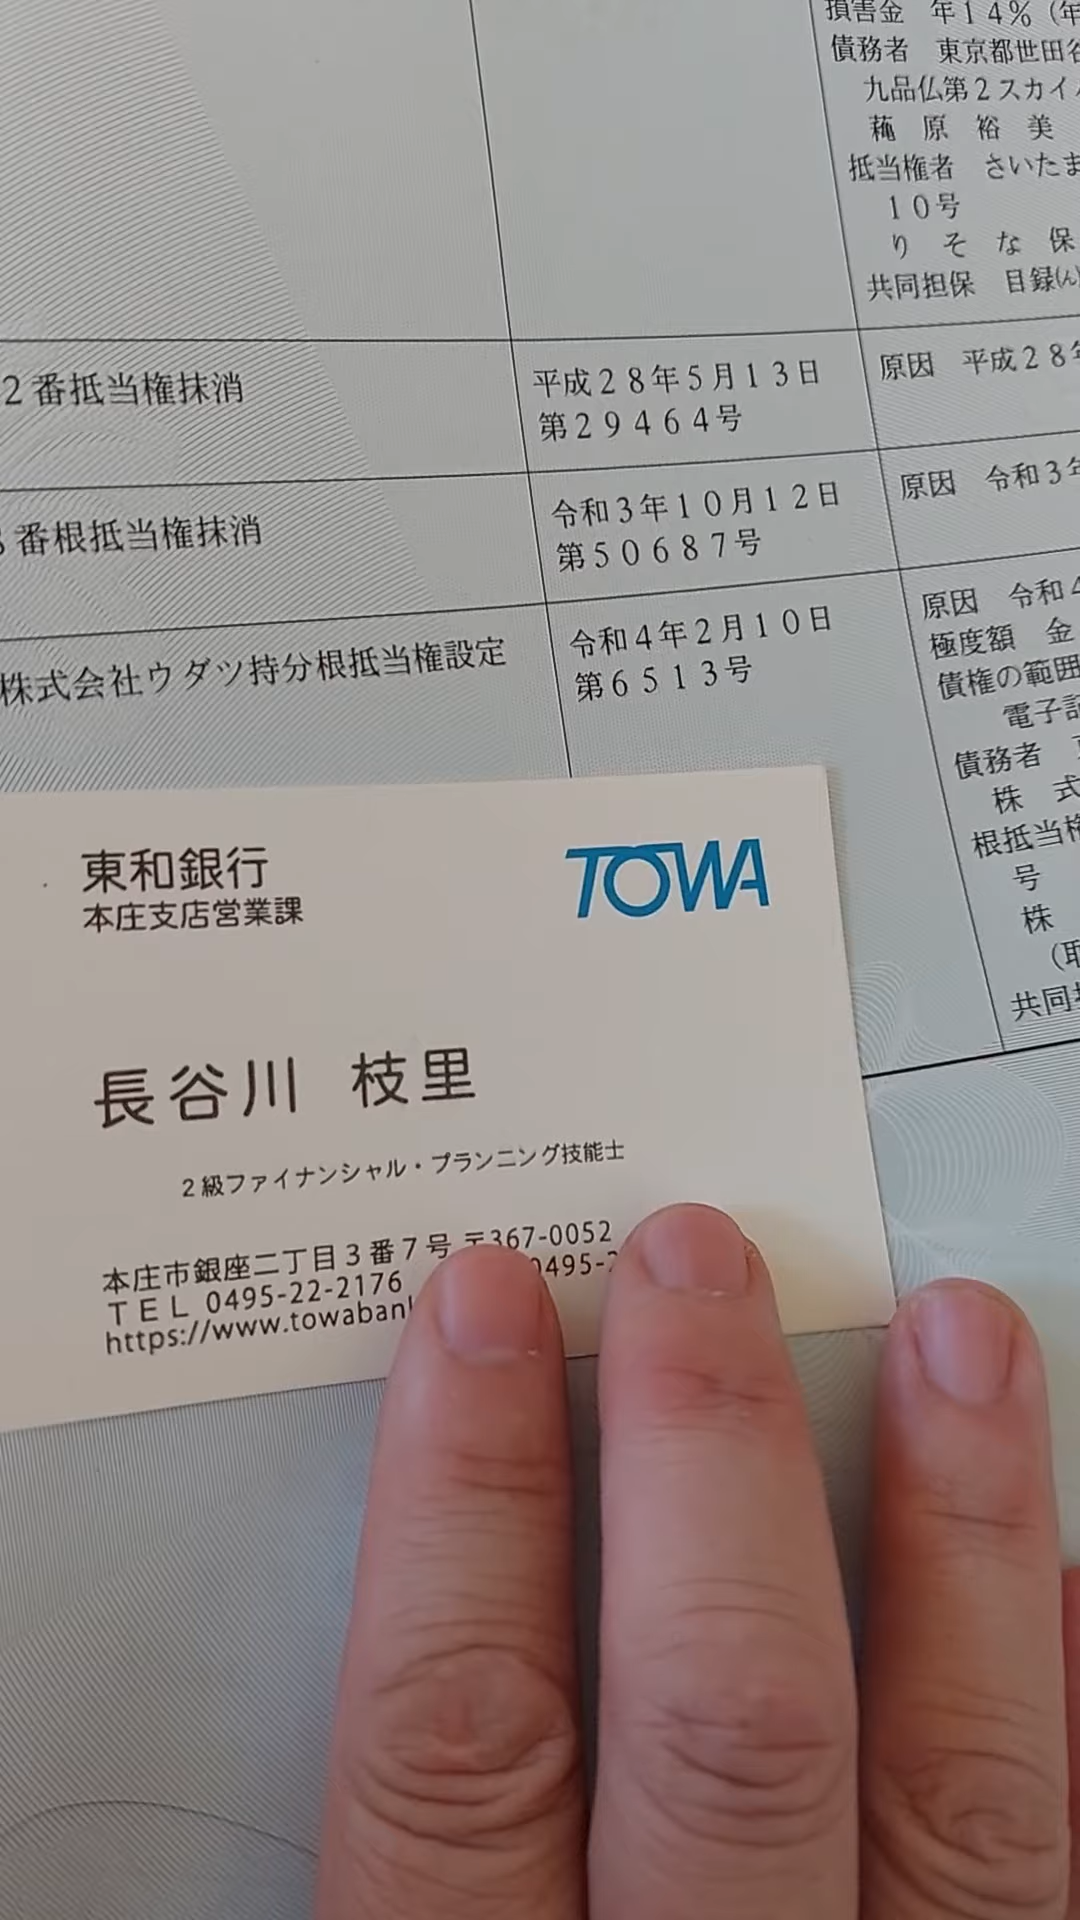 損害金　年１４％（年
債務者　東京都世田谷
九品仏第２スカイ
原　裕　美
抵当権者　さいたま
１０号
り　そ　な　保
共同担保　目録(ん)
２番抵当権抹消
平成２８年５月１３日
第２９４６４号
原因　平成２８年
番根抵当権抹消
令和３年１０月１２日
第５０６８７号
原因　令和３年
株式会社ウダツ持分根抵当権設定
令和４年２月１０日
第６５１３号
原因　令和４
極度額　金
債権の範囲
電子記
債務者
株　式
根抵当権
号
株
（取
共同担
東和銀行
本庄支店営業課
TOWA
長谷川　枝里
２級ファイナンシャル・プランニング技能士
本庄市銀座二丁目３番７号 〒367-0052
ＴＥＬ 0495-22-2176 0495-2
https://www.towabank